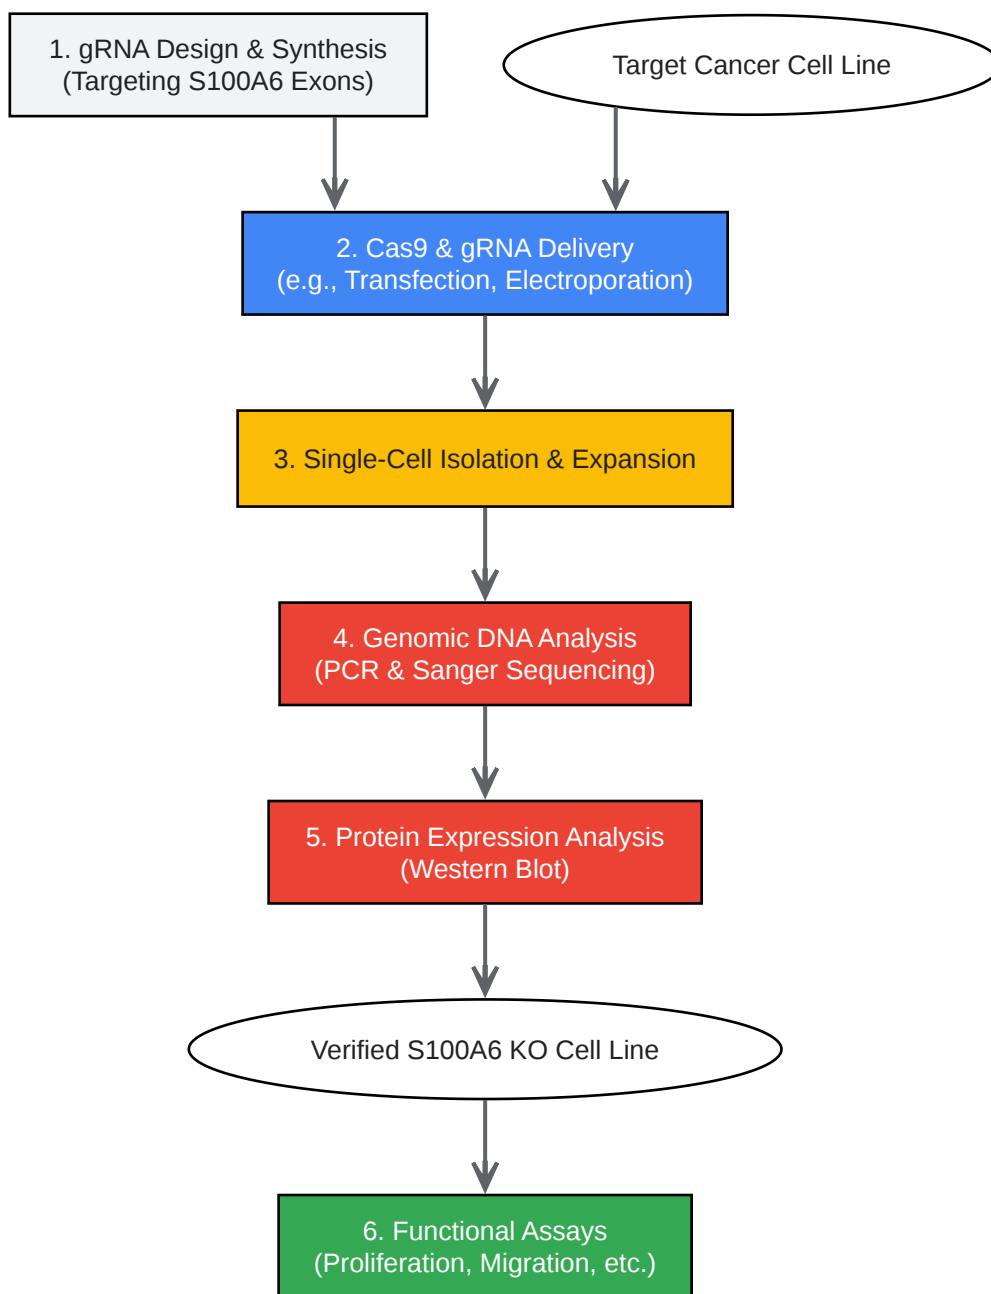 1. gRNA Design & Synthesis
(Targeting S100A6 Exons)
Target Cancer Cell Line
2. Cas9 & gRNA Delivery
(e.g., Transfection, Electroporation)
3. Single-Cell Isolation & Expansion
4. Genomic DNA Analysis
(PCR & Sanger Sequencing)
5. Protein Expression Analysis
(Western Blot)
Verified S100A6 KO Cell Line
6. Functional Assays
(Proliferation, Migration, etc.)